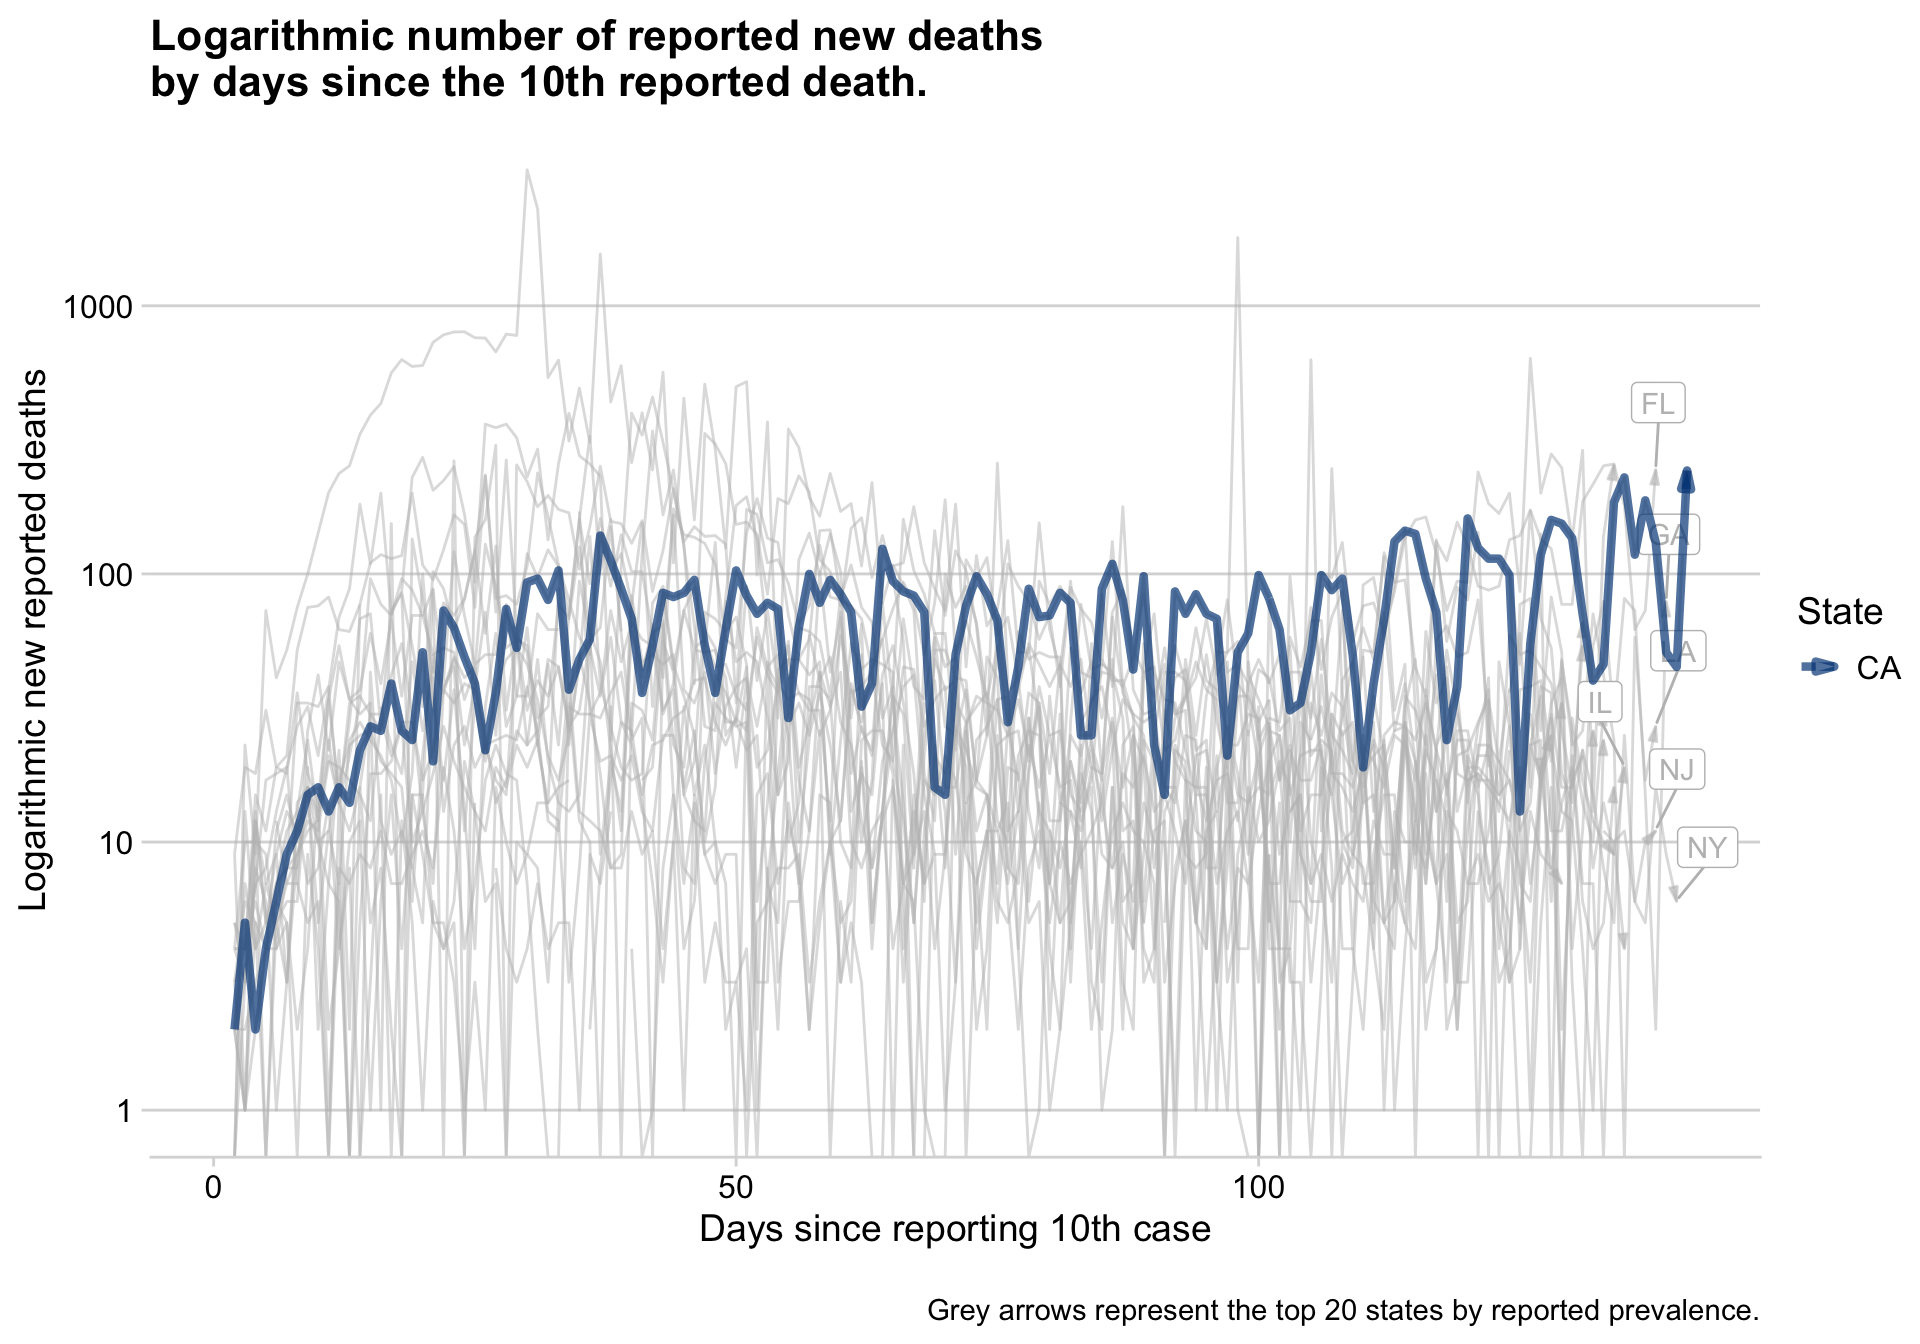 Logarithmic number of reported new deaths
by days since the 10th reported death.
Logarithmic new reported deaths
1000
100
10
1
FL
GA
LA
IL
NJ
NY
State
CA
0
50
100
Days since reporting 10th case
Grey arrows represent the top 20 states by reported prevalence.